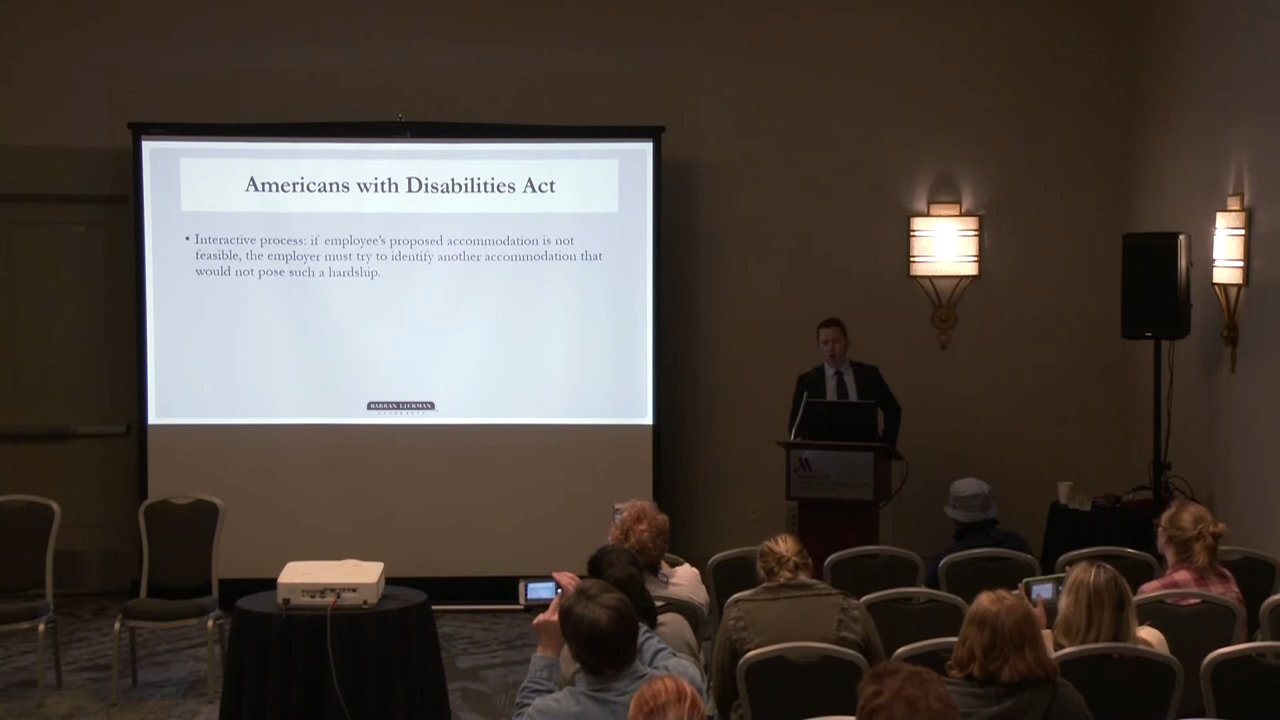 Americans with Disabilities Act
• Interactive process: if employee's proposed accommodation is not
feasible, the employer must try to identify another accommodation that
would not pose such a hardship.
BARRAN LIEBMAN